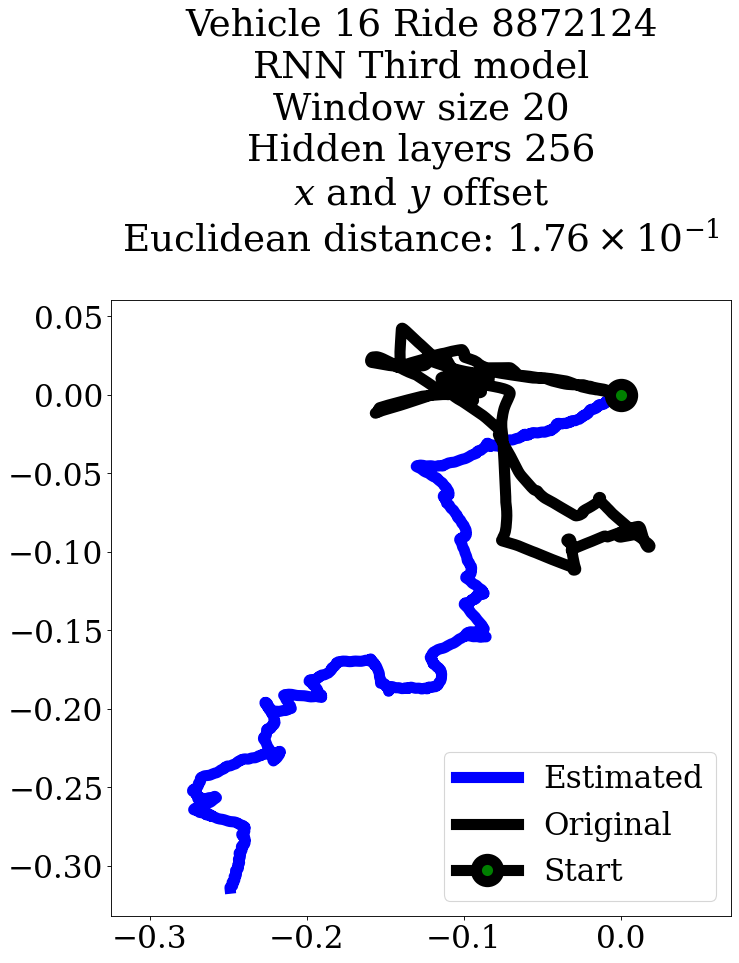 Vehicle 16 Ride 8872124
RNN Third model
Window size 20
Hidden layers 256
x and y offset
Euclidean distance: 1.76 × 10⁻¹
0.05
0.00
−0.05
−0.10
−0.15
−0.20
−0.25
−0.30
Estimated
Original
Start
−0.3 −0.2 −0.1 0.0